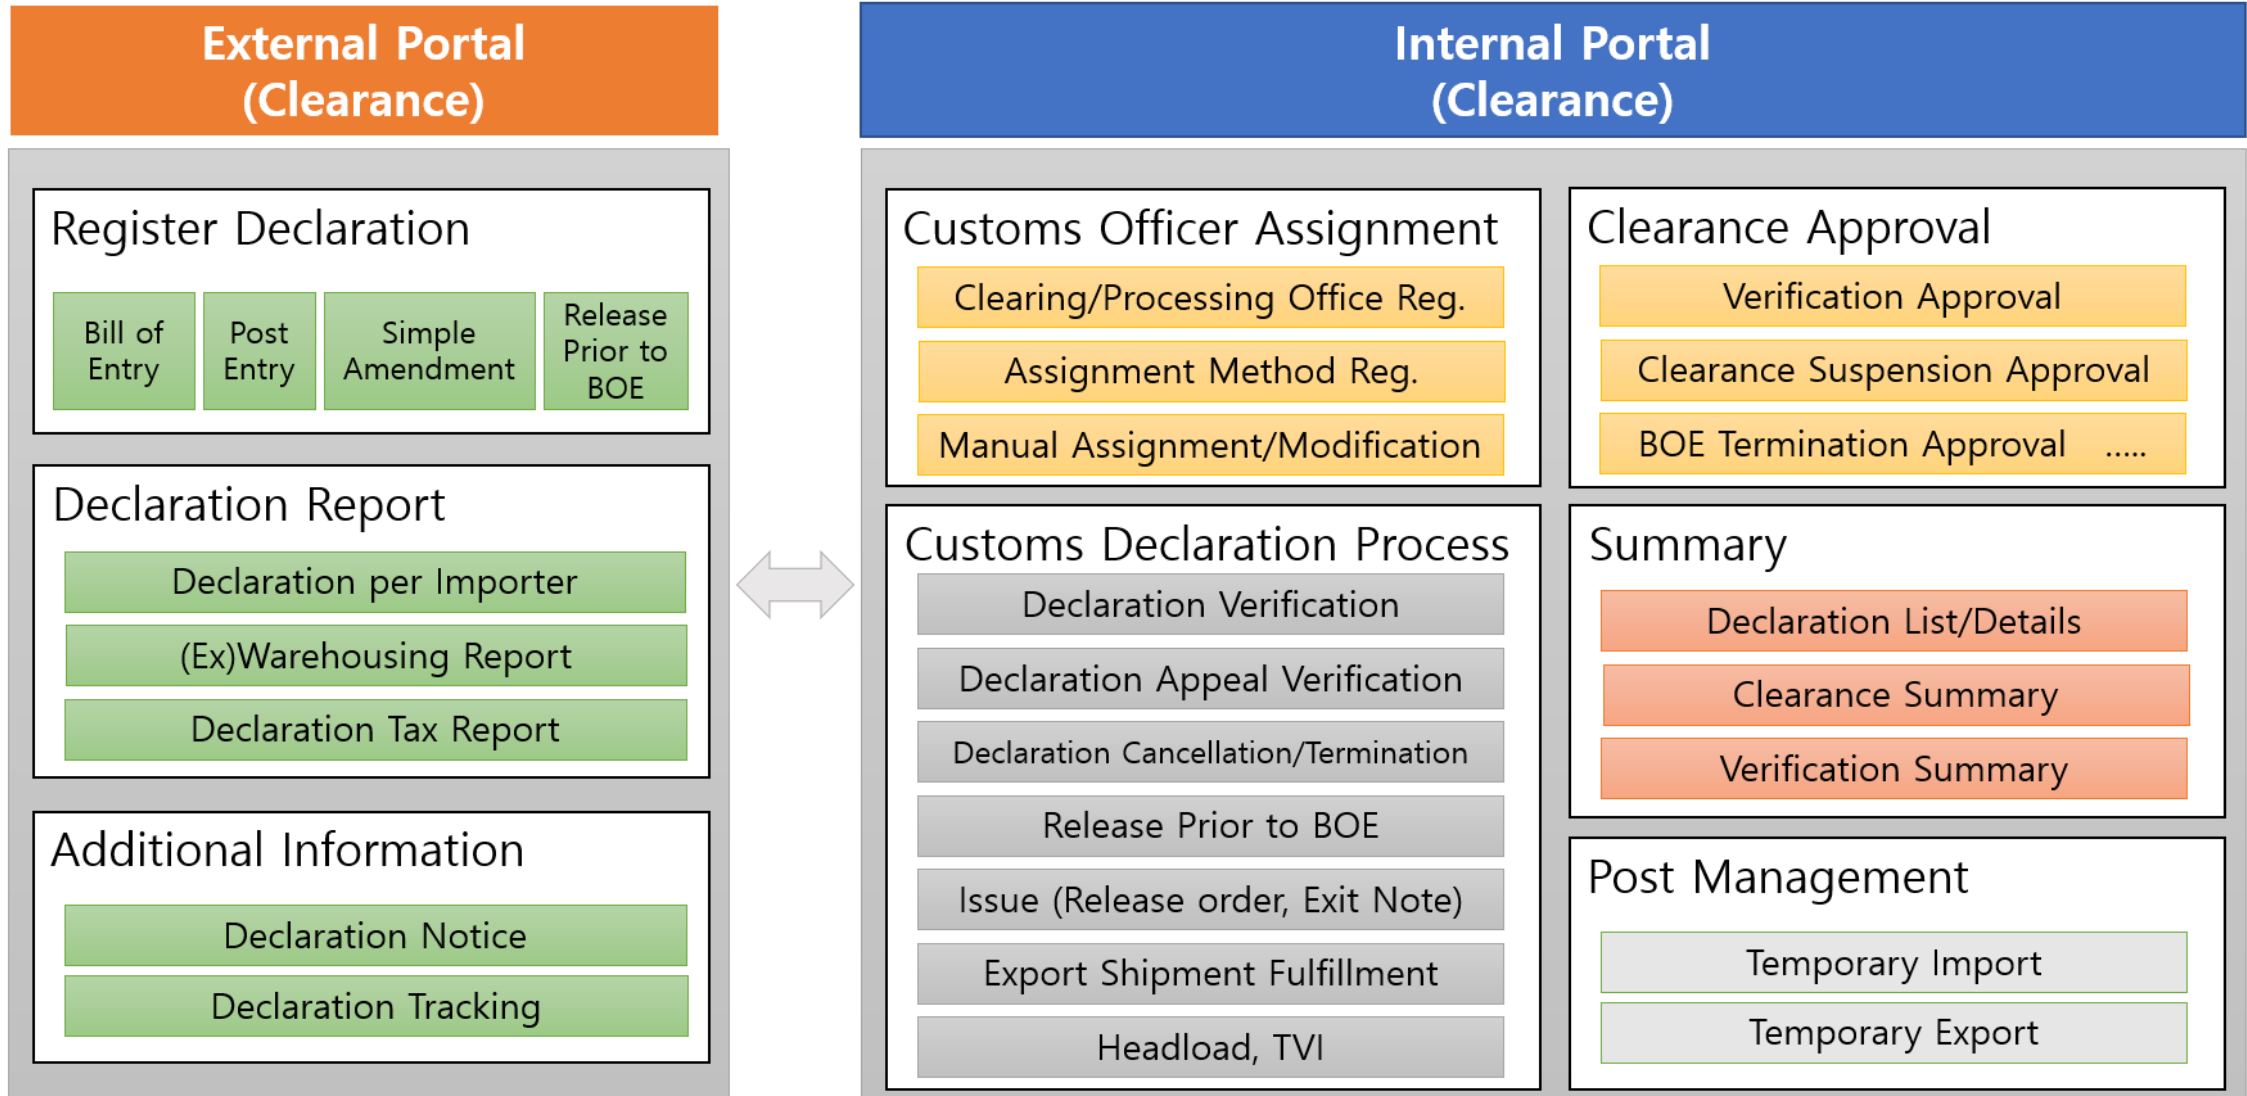 External Portal
(Clearance)
Register Declaration
Bill of
Entry
Post
Entry
Simple
Amendment
Release
Prior to
BOE
Declaration Report
Declaration per Importer
(Ex)Warehousing Report
Declaration Tax Report
Additional Information
Declaration Notice
Declaration Tracking
Internal Portal
(Clearance)
Customs Officer Assignment
Clearing/Processing Office Reg.
Assignment Method Reg.
Manual Assignment/Modification
Customs Declaration Process
Declaration Verification
Declaration Appeal Verification
Declaration Cancellation/Termination
Release Prior to BOE
Issue (Release order, Exit Note)
Export Shipment Fulfillment
Headload, TVI
Clearance Approval
Verification Approval
Clearance Suspension Approval
BOE Termination Approval .....
Summary
Declaration List/Details
Clearance Summary
Verification Summary
Post Management
Temporary Import
Temporary Export